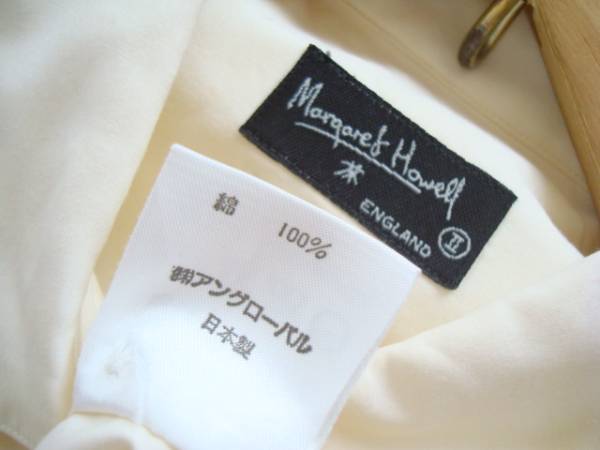 Margaret Howell
ENGLAND
II
綿 100%
㈱アングローバル
日本製